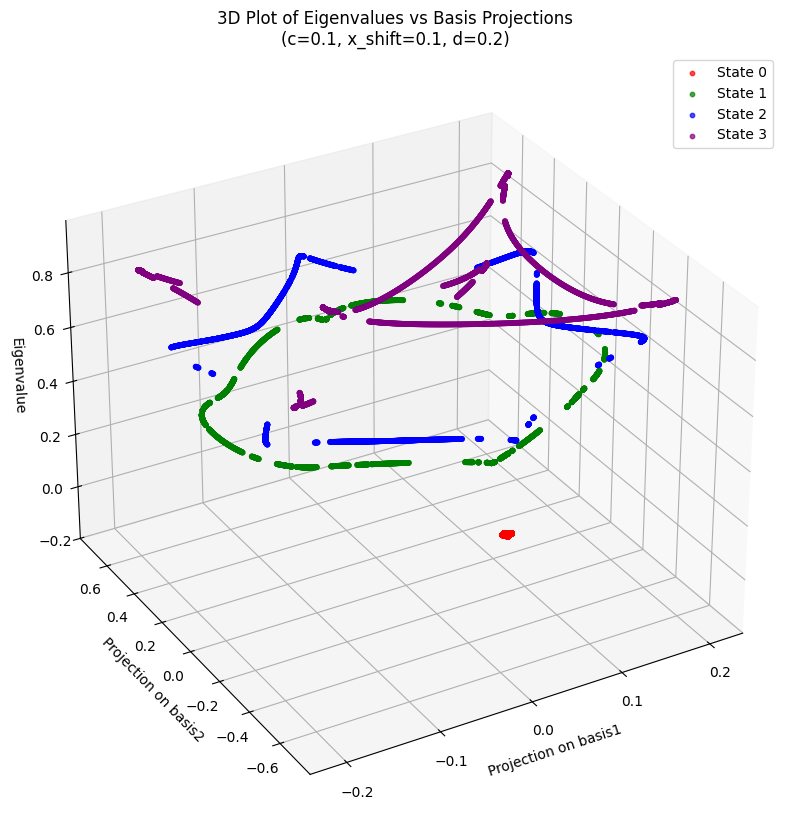 3D Plot of Eigenvalues vs Basis Projections
(c=0.1, x_shift=0.1, d=0.2)
State 0
State 1
State 2
State 3
Eigenvalue
0.8
0.6
0.4
0.2
0.0
−0.2
Projection on basis2
0.6
0.4
0.2
0.0
−0.2
−0.4
−0.6
Projection on basis1
−0.2
−0.1
0.0
0.1
0.2